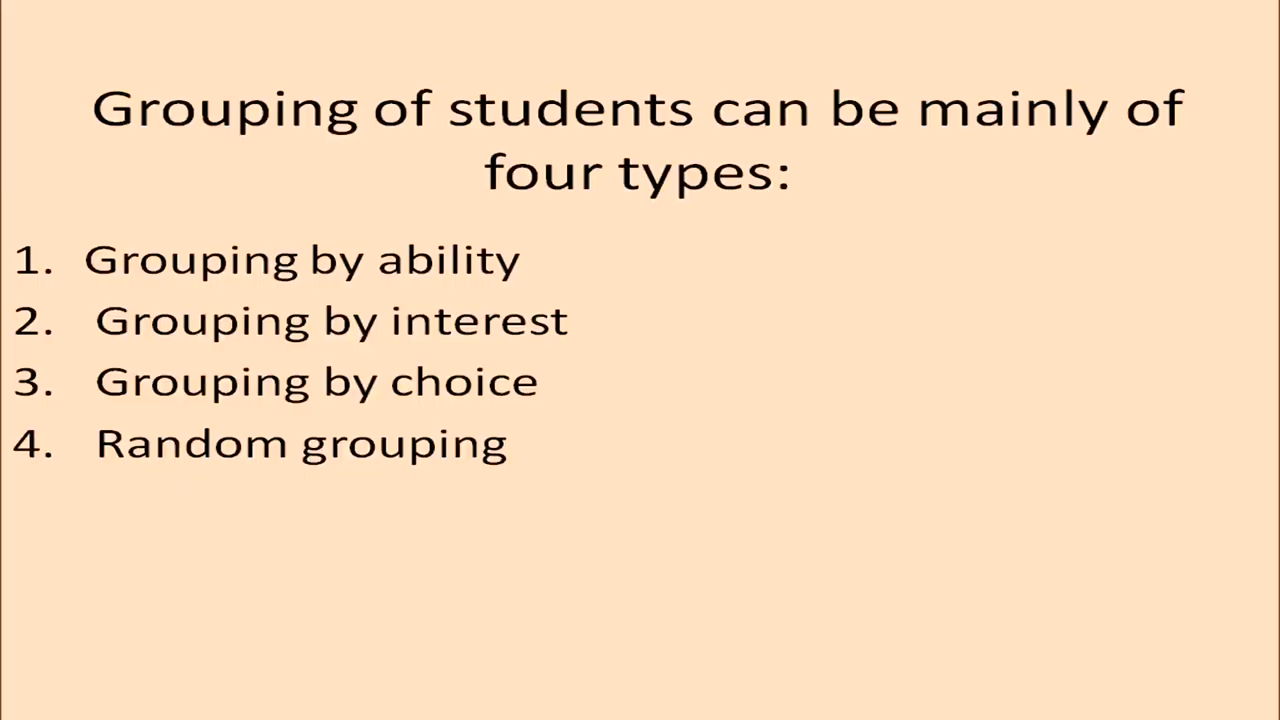 Grouping of students can be mainly of
four types:
1. Grouping by ability
2. Grouping by interest
3. Grouping by choice
4. Random grouping